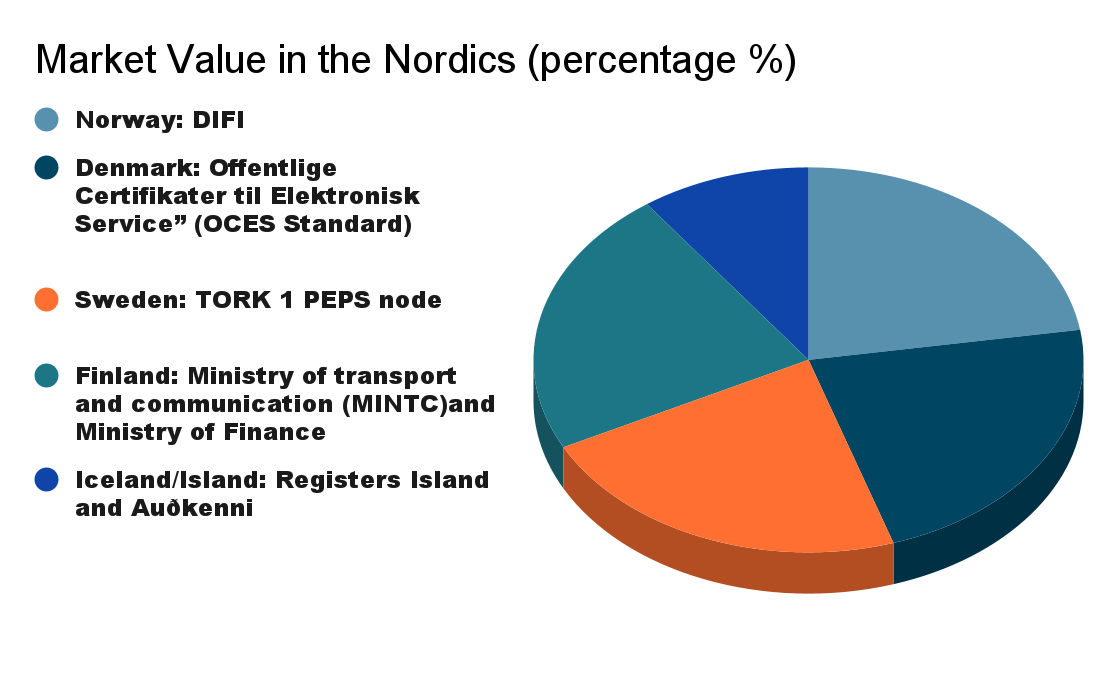 Market Value in the Nordics (percentage %)
Norway: DIFI
Denmark: Offentlige
Certifikater til Elektronisk
Service” (OCES Standard)
Sweden: TORK 1 PEPS node
Finland: Ministry of transport
and communication (MINTC)and
Ministry of Finance
Iceland/Island: Registers Island
and Auðkenni